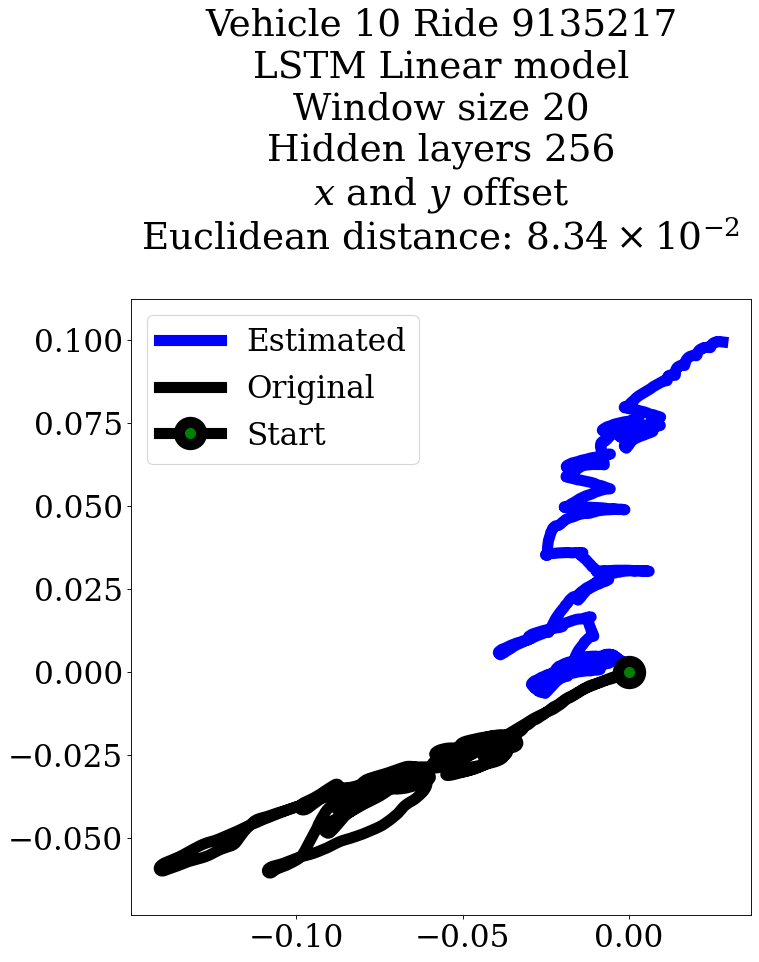 Vehicle 10 Ride 9135217
LSTM Linear model
Window size 20
Hidden layers 256
x and y offset
Euclidean distance: 8.34 × 10⁻²
Estimated
Original
Start
0.100
0.075
0.050
0.025
0.000
−0.025
−0.050
−0.10
−0.05
0.00